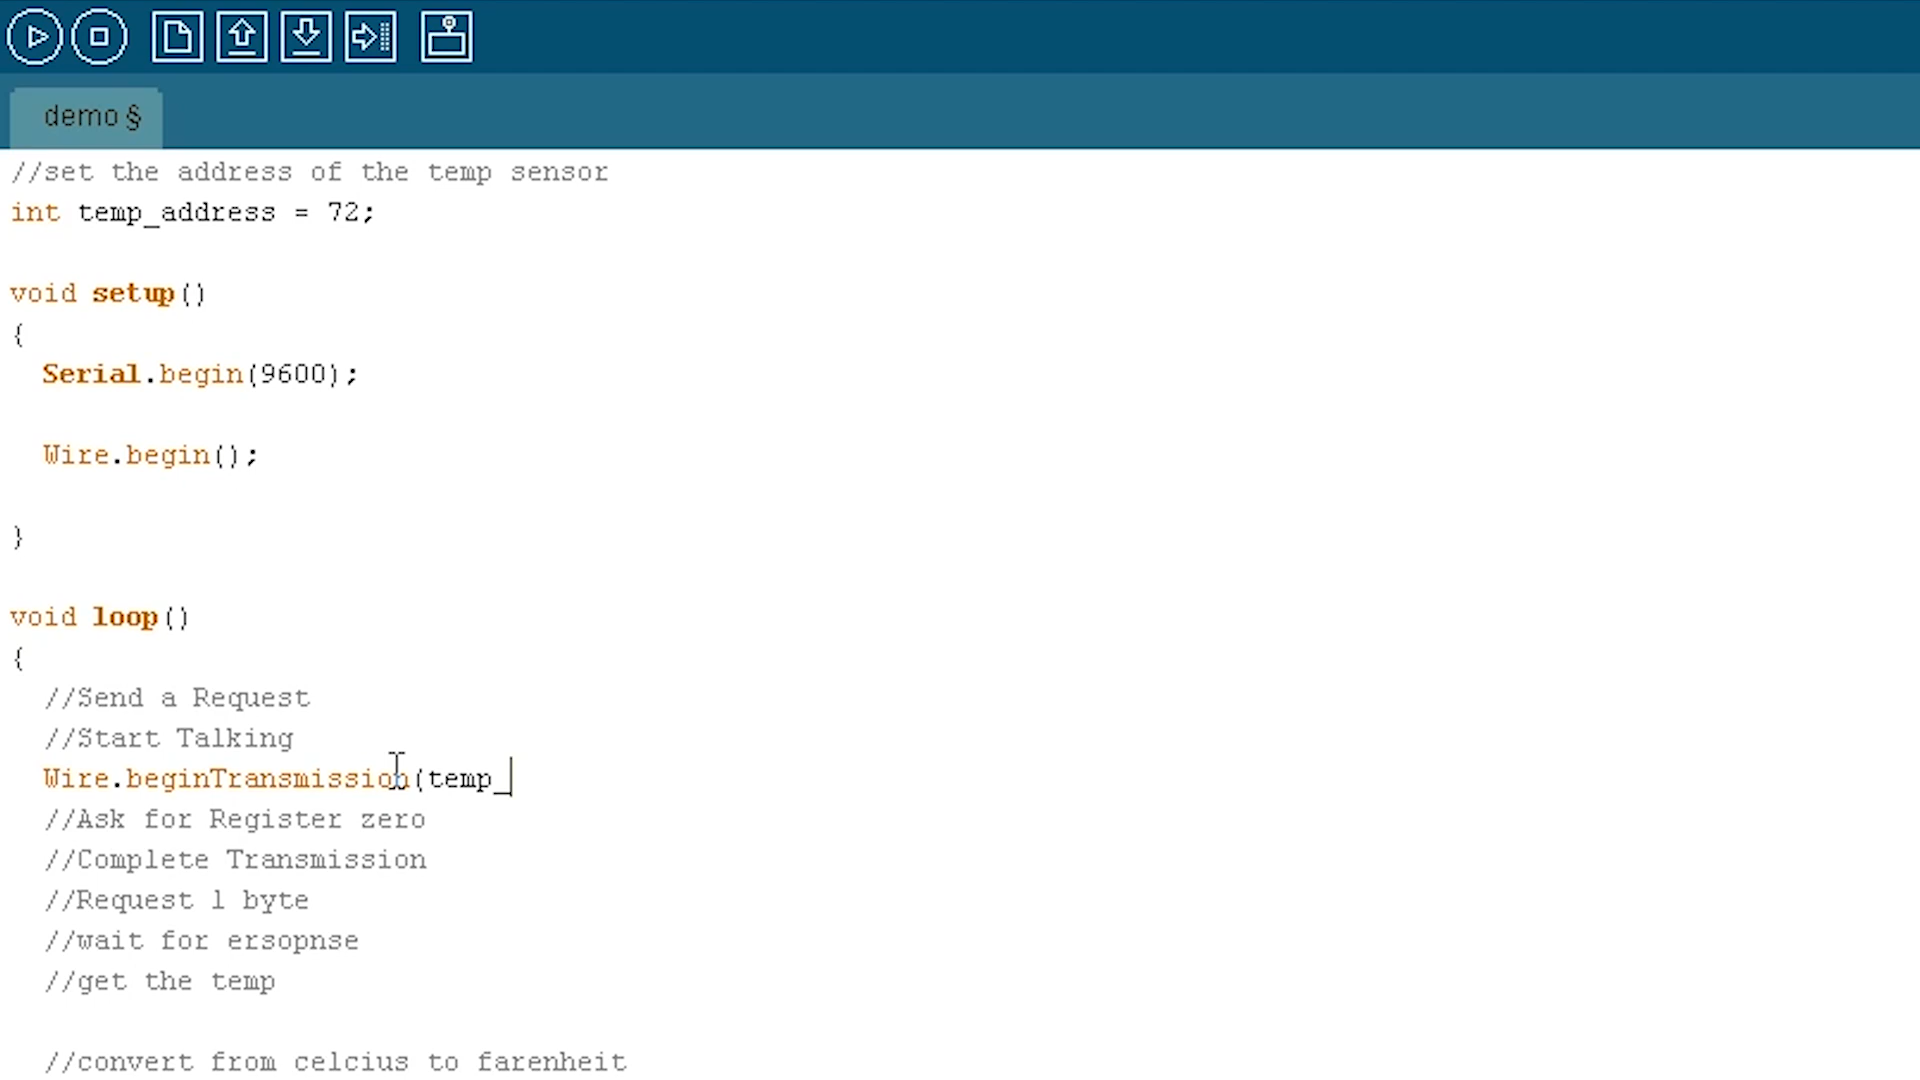 demo §
//set the address of the temp sensor
int temp_address = 72;
void setup()
{
Serial.begin(9600);
Wire.begin();
}
void loop()
{
//Send a Request
//Start Talking
Wire.beginTransmission(temp_
//Ask for Register zero
//Complete Transmission
//Request 1 byte
//wait for ersopnse
//get the temp
//convert from celcius to farenheit